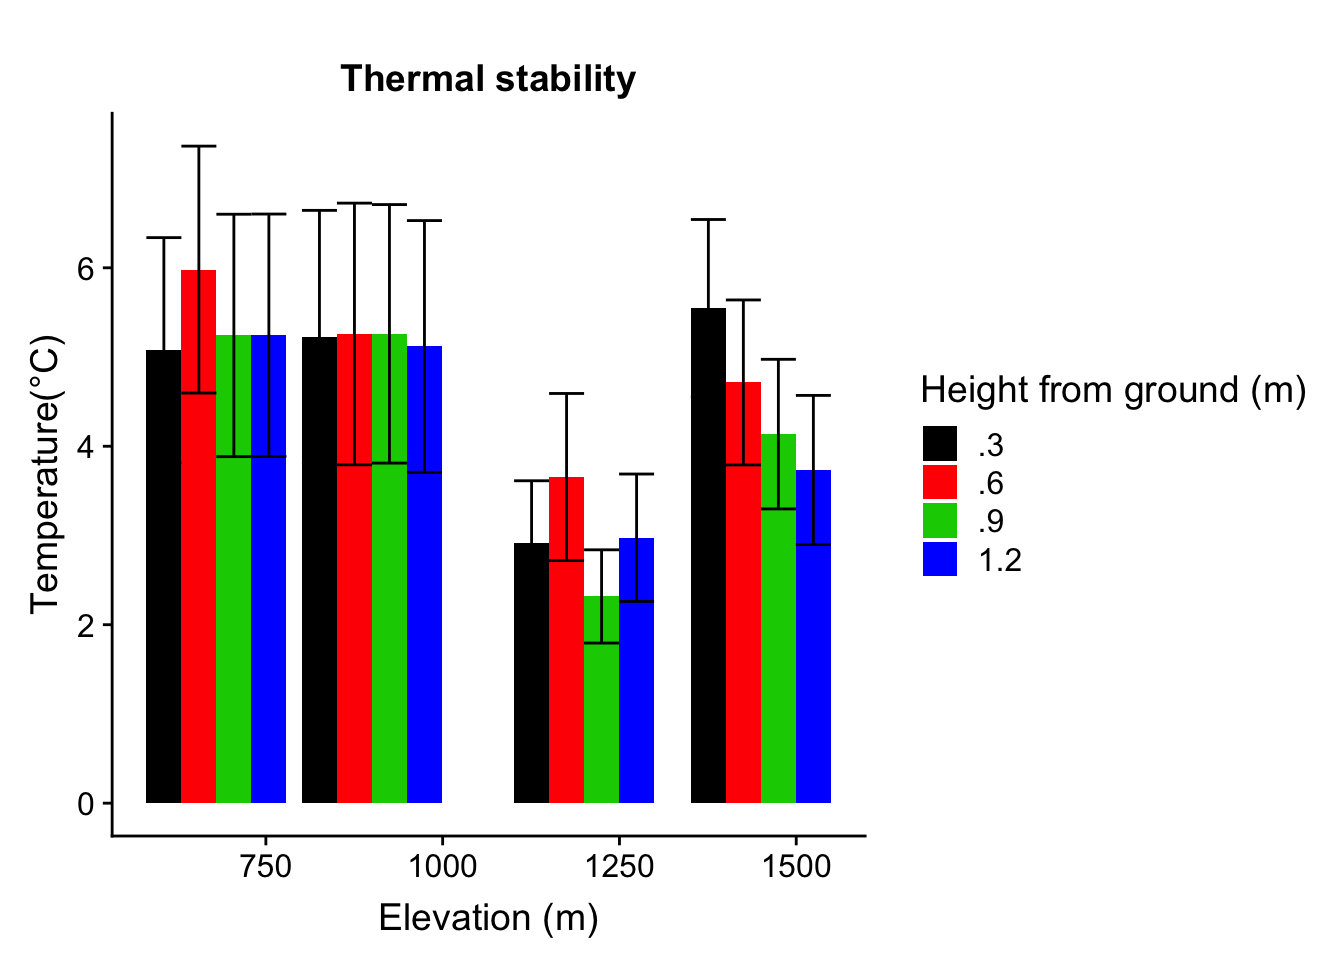 Thermal stability
Temperature(°C)
6
4
2
0
750 1000 1250 1500
Elevation (m)
Height from ground (m)
.3
.6
.9
1.2